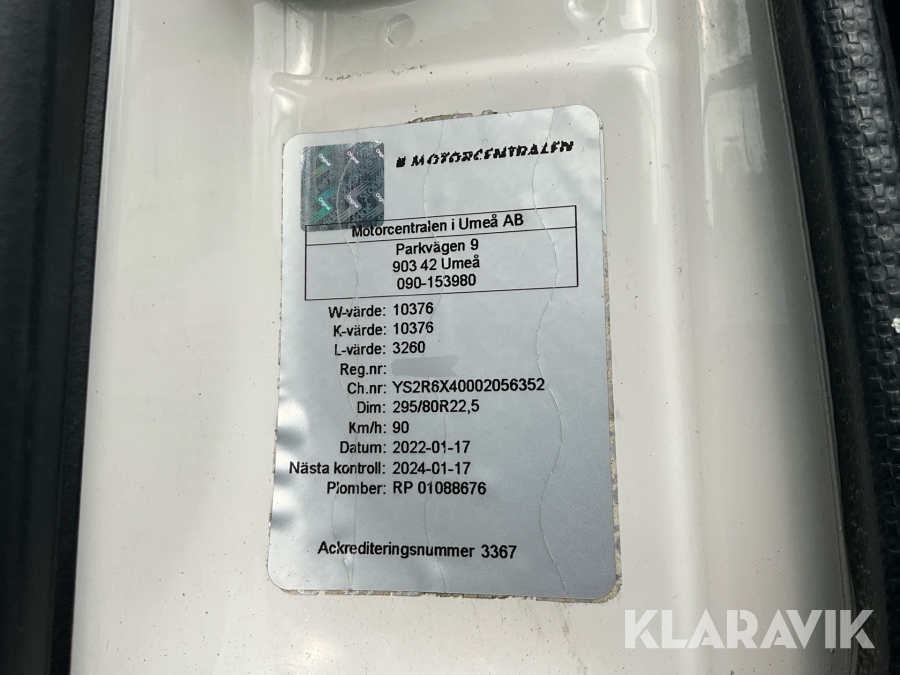 MOTORCENTRALEN
Motorcentralen i Umeå AB
Parkvägen 9
903 42 Umeå
090-153980
W-värde: 10376
K-värde: 10376
L-värde: 3260
Reg.nr:
Ch.nr: YS2R6X40002056352
Dim: 295/80R22,5
Km/h: 90
Datum: 2022-01-17
Nästa kontroll: 2024-01-17
Plomber: RP 01088676
Ackrediteringsnummer 3367
KLARAVIK